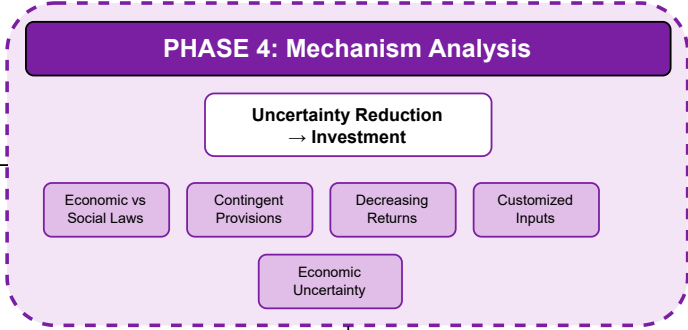 PHASE 4: Mechanism Analysis
Uncertainty Reduction
→ Investment
Economic vs
Social Laws
Contingent
Provisions
Decreasing
Returns
Customized
Inputs
Economic
Uncertainty